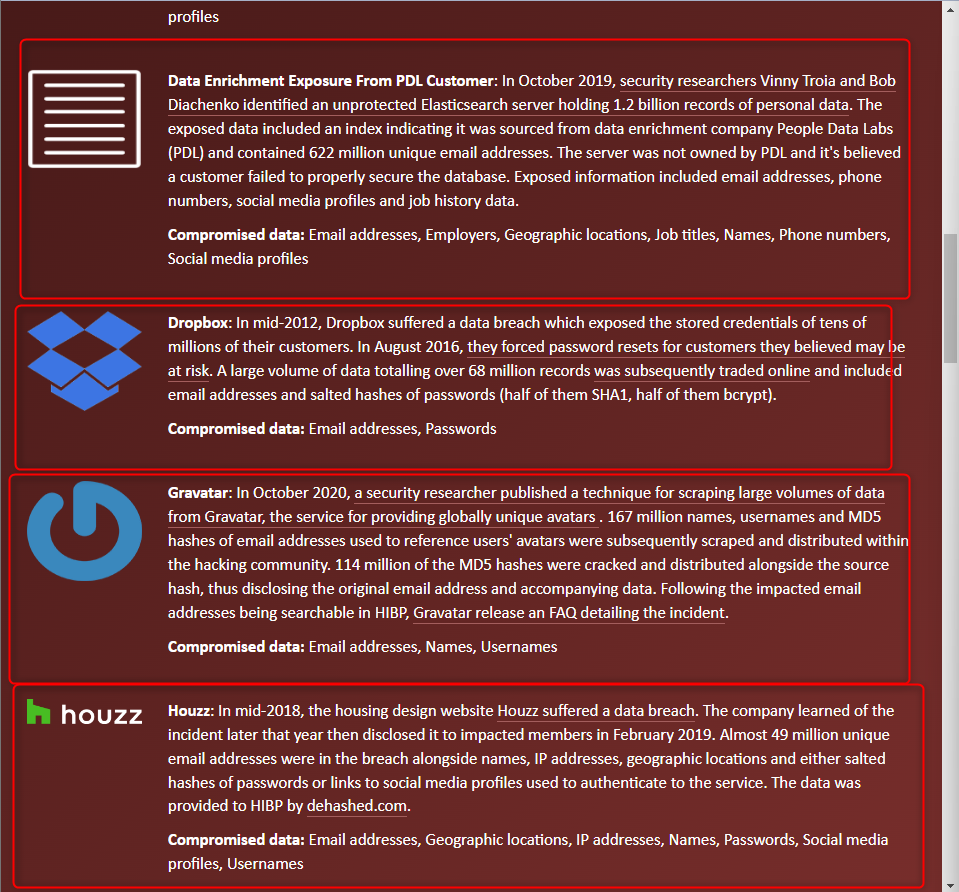 profiles
Data Enrichment Exposure From PDL Customer: In October 2019, security researchers Vinny Troia and Bob
Diachenko identified an unprotected Elasticsearch server holding 1.2 billion records of personal data. The
exposed data included an index indicating it was sourced from data enrichment company People Data Labs
(PDL) and contained 622 million unique email addresses. The server was not owned by PDL and it's believed
a customer failed to properly secure the database. Exposed information included email addresses, phone
numbers, social media profiles and job history data.
Compromised data: Email addresses, Employers, Geographic locations, Job titles, Names, Phone numbers,
Social media profiles
Dropbox: In mid-2012, Dropbox suffered a data breach which exposed the stored credentials of tens of
millions of their customers. In August 2016, they forced password resets for customers they believed may be
at risk. A large volume of data totalling over 68 million records was subsequently traded online and included
email addresses and salted hashes of passwords (half of them SHA1, half of them bcrypt).
Compromised data: Email addresses, Passwords
Gravatar: In October 2020, a security researcher published a technique for scraping large volumes of data
from Gravatar, the service for providing globally unique avatars . 167 million names, usernames and MD5
hashes of email addresses used to reference users' avatars were subsequently scraped and distributed within
the hacking community. 114 million of the MD5 hashes were cracked and distributed alongside the source
hash, thus disclosing the original email address and accompanying data. Following the impacted email
addresses being searchable in HIBP, Gravatar release an FAQ detailing the incident.
Compromised data: Email addresses, Names, Usernames
houzz
Houzz: In mid-2018, the housing design website Houzz suffered a data breach. The company learned of the
incident later that year then disclosed it to impacted members in February 2019. Almost 49 million unique
email addresses were in the breach alongside names, IP addresses, geographic locations and either salted
hashes of passwords or links to social media profiles used to authenticate to the service. The data was
provided to HIBP by dehashed.com.
Compromised data: Email addresses, Geographic locations, IP addresses, Names, Passwords, Social media
profiles, Usernames